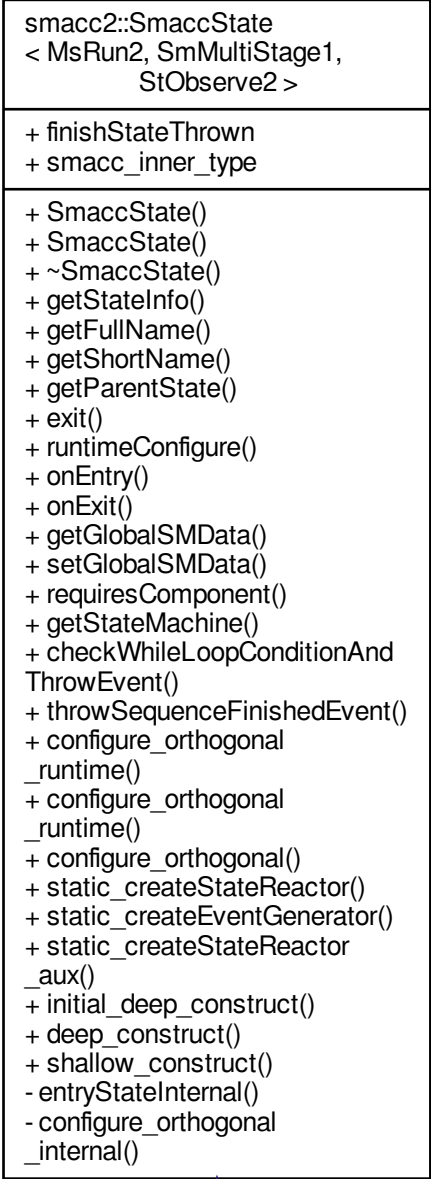 smacc2::SmaccState
< MsRun2, SmMultiStage1,
StObserve2 >
+ finishStateThrown
+ smacc_inner_type
+ SmaccState()
+ SmaccState()
+ ~SmaccState()
+ getStateInfo()
+ getFullName()
+ getShortName()
+ getParentState()
+ exit()
+ runtimeConfigure()
+ onEntry()
+ onExit()
+ getGlobalSMData()
+ setGlobalSMData()
+ requiresComponent()
+ getStateMachine()
+ checkWhileLoopConditionAnd
ThrowEvent()
+ throwSequenceFinishedEvent()
+ configure_orthogonal
_runtime()
+ configure_orthogonal
_runtime()
+ configure_orthogonal()
+ static_createStateReactor()
+ static_createEventGenerator()
+ static_createStateReactor
_aux()
+ initial_deep_construct()
+ deep_construct()
+ shallow_construct()
- entryStateInternal()
- configure_orthogonal
_internal()